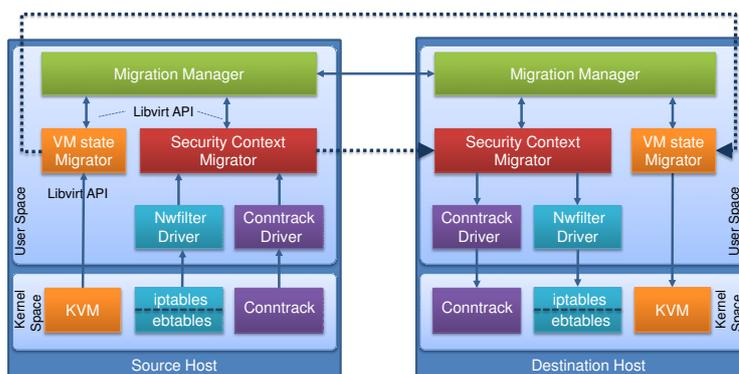 Migration Manager
Libvirt API
VM state
Migrator
Security Context
Migrator
Libvirt API
User Space
Nwfilter
Driver
Conntrack
Driver
Kernel
Space
KVM
iptables
ebtables
Conntrack
Source Host
Migration Manager
Security Context
Migrator
VM state
Migrator
Conntrack
Driver
Nwfilter
Driver
User Space
Conntrack
iptables
ebtables
KVM
Kernel
Space
Destination Host